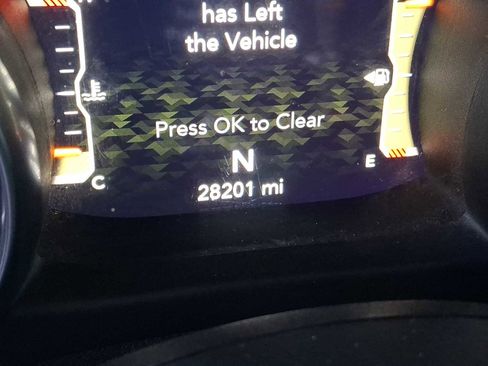 has Left
the Vehicle
Press OK to Clear
N
E
C
28201 mi